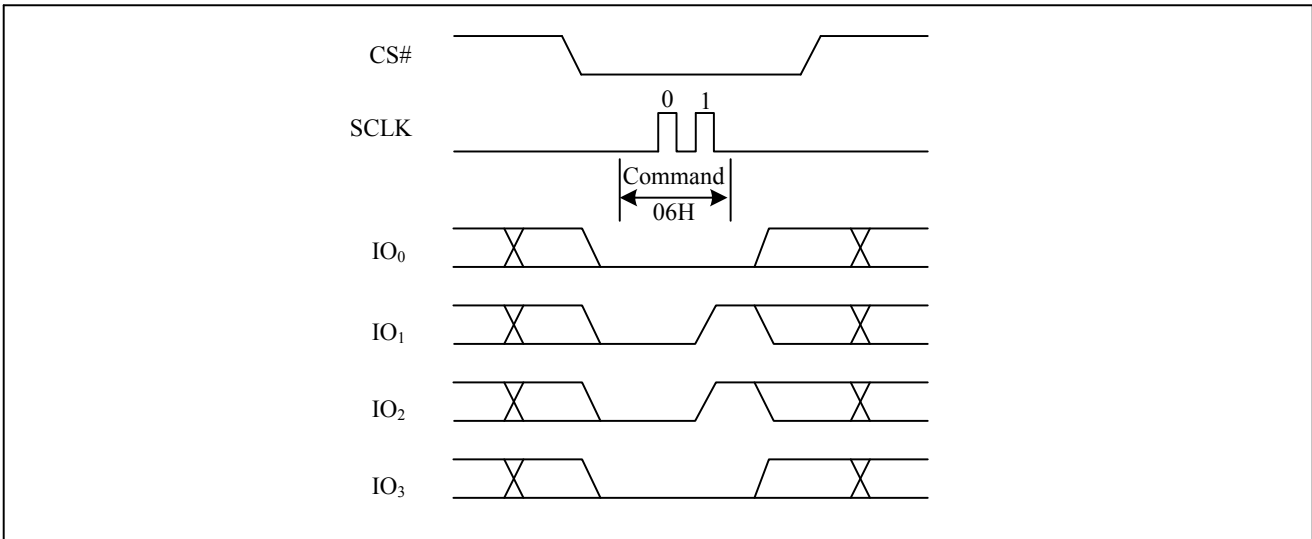 CS#
0 1
SCLK
Command
06H
IO₀
IO₁
IO₂
IO₃